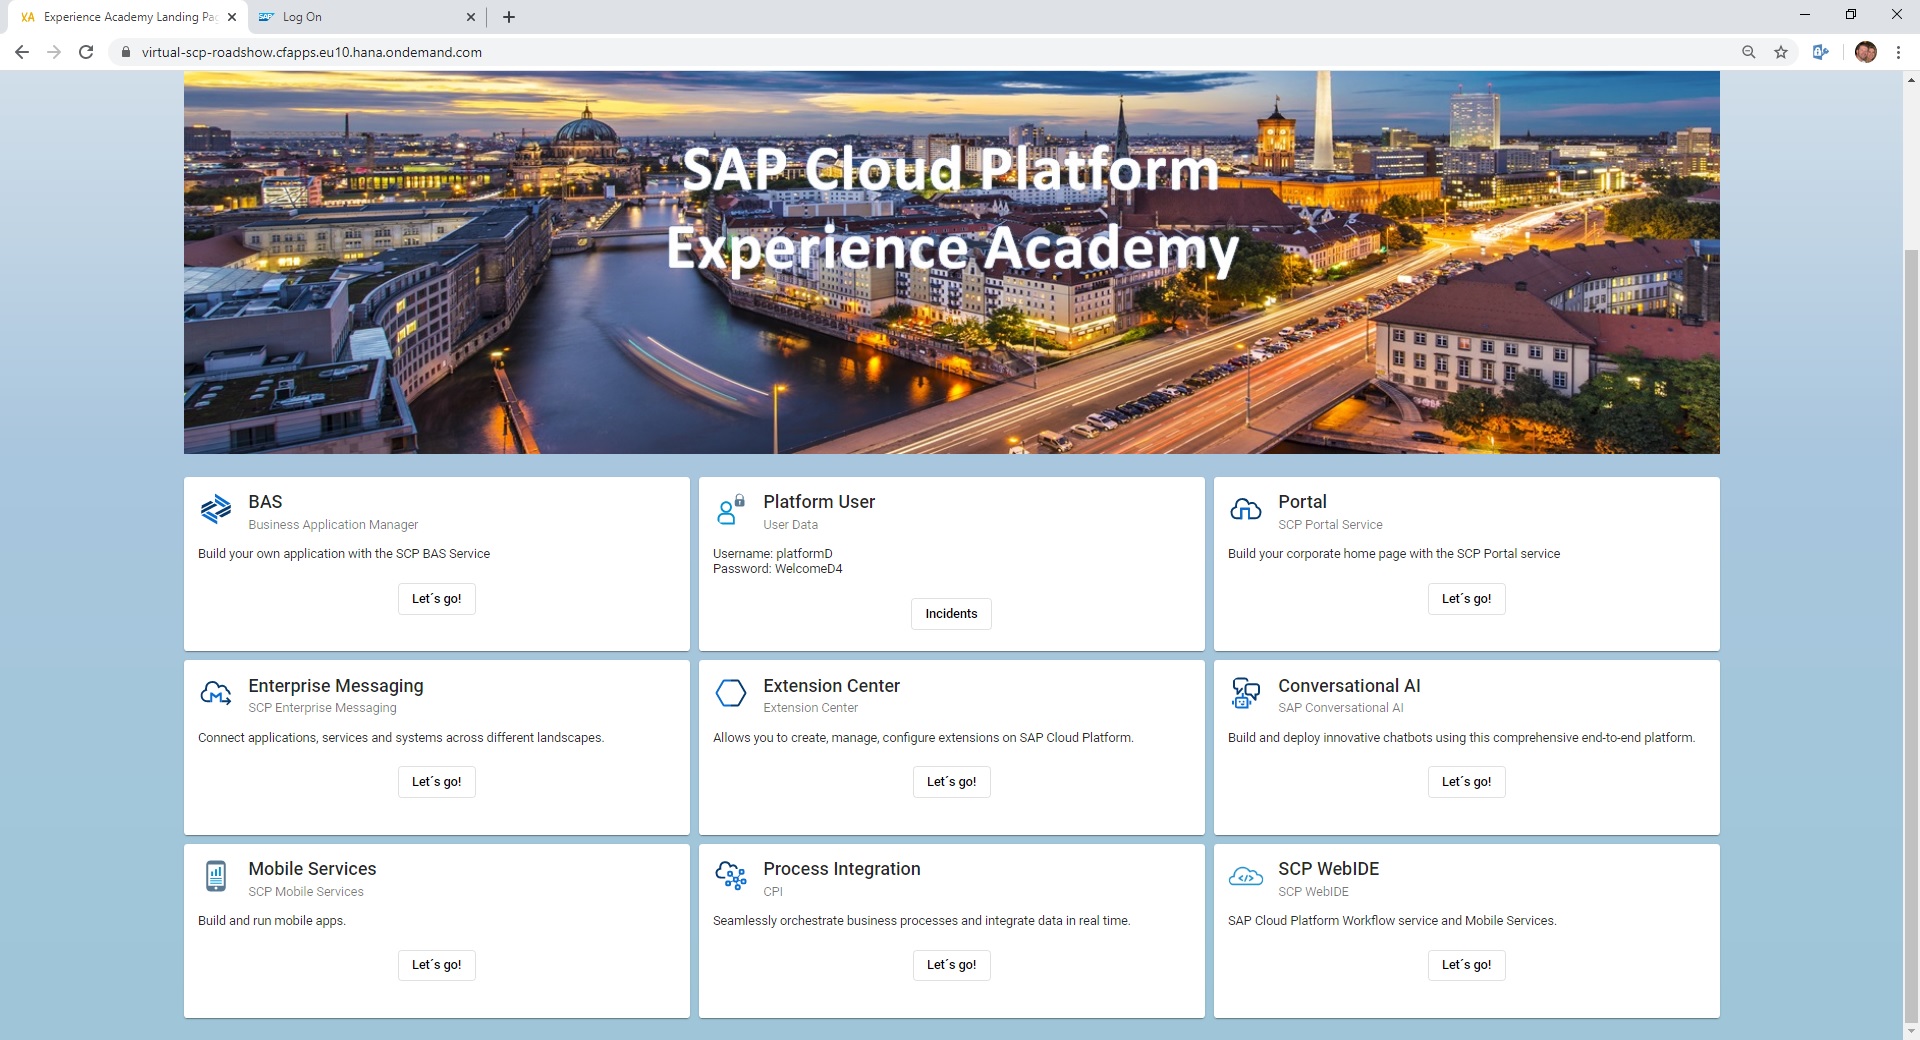 Experience Academy Landing Pa
SAP Log On
virtual-scp-roadshow.cfapps.eu10.hana.ondemand.com
SAP Cloud Platform
Experience Academy
BAS
Business Application Manager
Build your own application with the SCP BAS Service
Let´s go!
Platform User
User Data
Username: platformD
Password: WelcomeD4
Incidents
Portal
SCP Portal Service
Build your corporate home page with the SCP Portal service
Let´s go!
Enterprise Messaging
SCP Enterprise Messaging
Connect applications, services and systems across different landscapes.
Let´s go!
Extension Center
Extension Center
Allows you to create, manage, configure extensions on SAP Cloud Platform.
Let´s go!
Conversational AI
SAP Conversational AI
Build and deploy innovative chatbots using this comprehensive end-to-end platform.
Let´s go!
Mobile Services
SCP Mobile Services
Build and run mobile apps.
Let´s go!
Process Integration
CPI
Seamlessly orchestrate business processes and integrate data in real time.
Let´s go!
SCP WebIDE
SCP WebIDE
SAP Cloud Platform Workflow service and Mobile Services.
Let´s go!